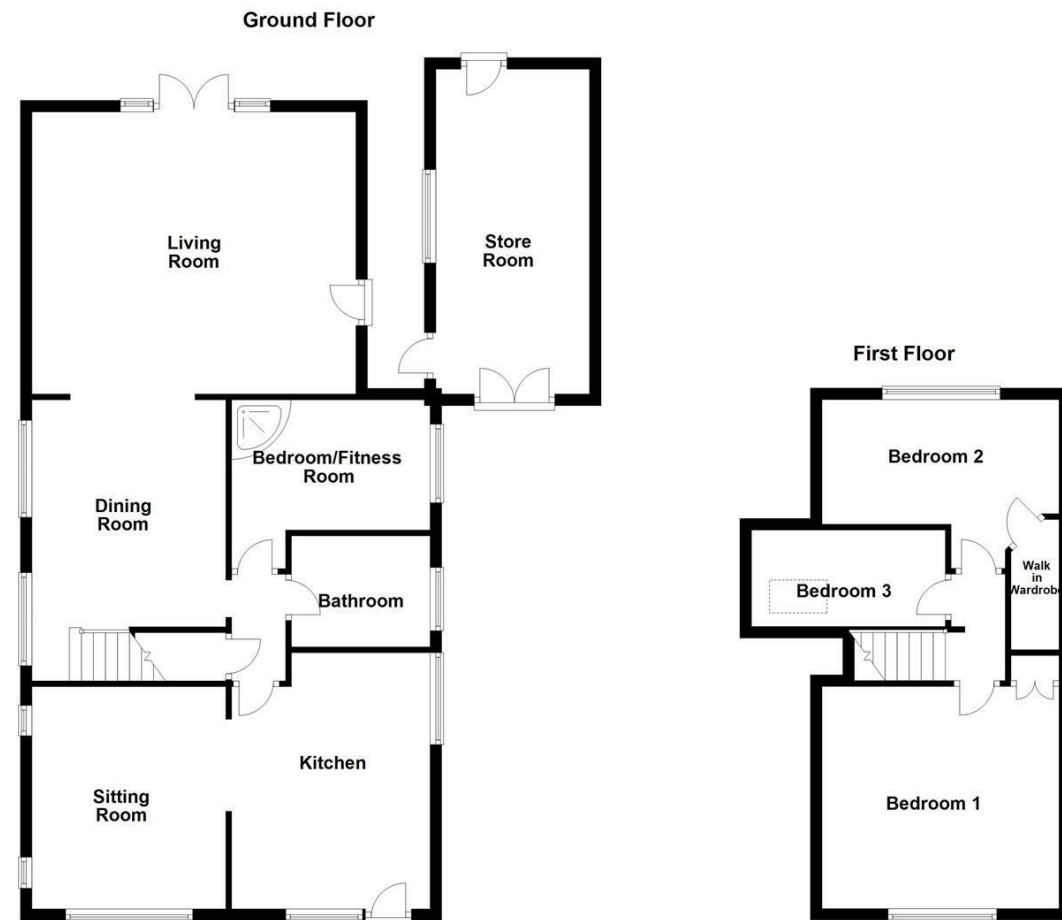 Ground Floor
Living
Room
Store
Room
Bedroom/Fitness
Room
Dining
Room
Bathroom
Kitchen
Sitting
Room
First Floor
Bedroom 2
Bedroom 3
Walk
in
Wardrobe
Bedroom 1